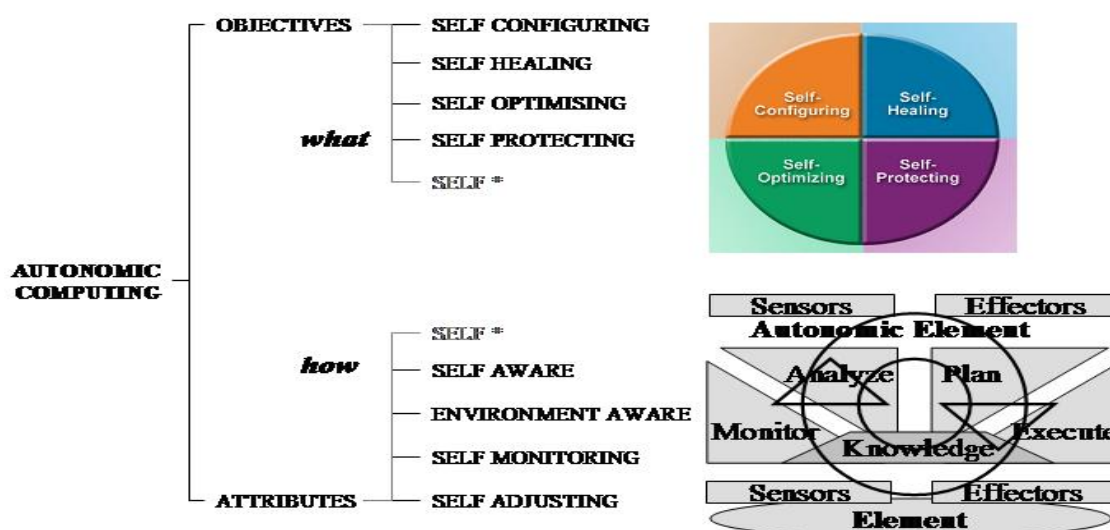 OBJECTIVES
SELF CONFIGURING
SELF HEALING
SELF OPTIMISING
what
SELF PROTECTING
SELF *
AUTONOMIC
COMPUTING
SELF *
how
SELF AWARE
ENVIRONMENT AWARE
SELF MONITORING
ATTRIBUTES
SELF ADJUSTING
Self-
Configuring
Self-
Healing
Self-
Optimizing
Self-
Protecting
Sensors
Effectors
Autonomic Element
Analyze
Plan
Monitor
Execute
Knowledge
Sensors
Effectors
Element